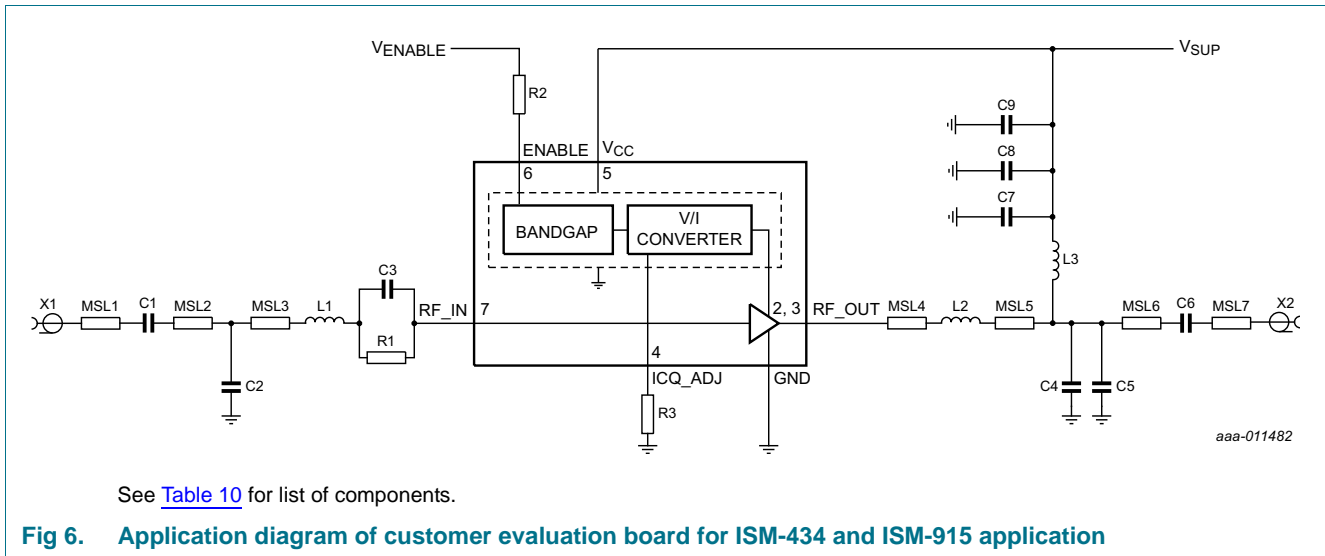 VENABLE
VSUP
R2
C9
C8
C7
ENABLE
VCC
6
5
BANDGAP
V/I
CONVERTER
L3
X1
MSL1
C1
MSL2
MSL3
L1
C3
R1
RF_IN
7
2, 3
RF_OUT
MSL4
L2
MSL5
MSL6
C6
MSL7
X2
4
ICQ_ADJ
GND
C2
R3
C4
C5
aaa-011482
See Table 10 for list of components.
Fig 6. Application diagram of customer evaluation board for ISM-434 and ISM-915 application